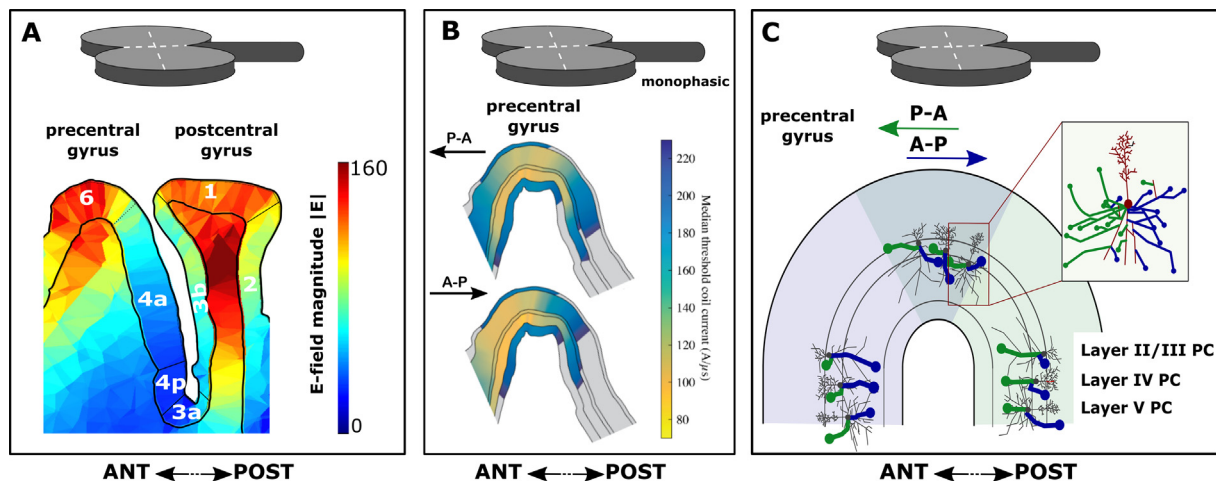 A
precentral
gyrus
postcentral
gyrus
6
1
4a
3b
2
4p
3a
160
0
E-field magnitude |E|
ANT
POST
B
monophasic
precentral
gyrus
P-A
A-P
220
200
180
160
140
120
100
80
Median threshold coil current (A/µs)
ANT
POST
C
precentral
gyrus
P-A
A-P
Layer II/III PC
Layer IV PC
Layer V PC
ANT
POST